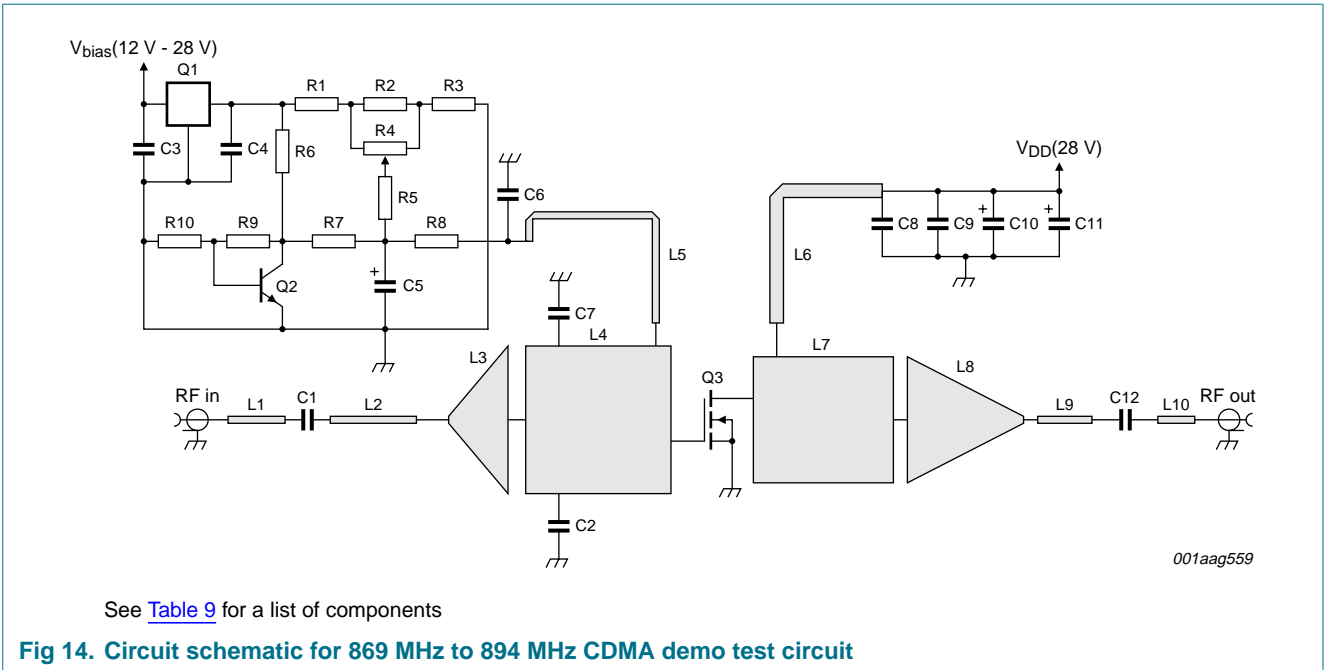 Vbias(12 V - 28 V)
Q1
R1
R2
R3
C3
C4
R6
R4
R5
C6
VDD(28 V)
R10
R9
R7
R8
C8
C9
+
C10
+
C11
L5
L6
Q2
+
C5
C7
L4
L3
L7
L8
Q3
RF in
L1
C1
L2
L9
C12
L10
RF out
C2
001aag559
See Table 9 for a list of components
Fig 14. Circuit schematic for 869 MHz to 894 MHz CDMA demo test circuit